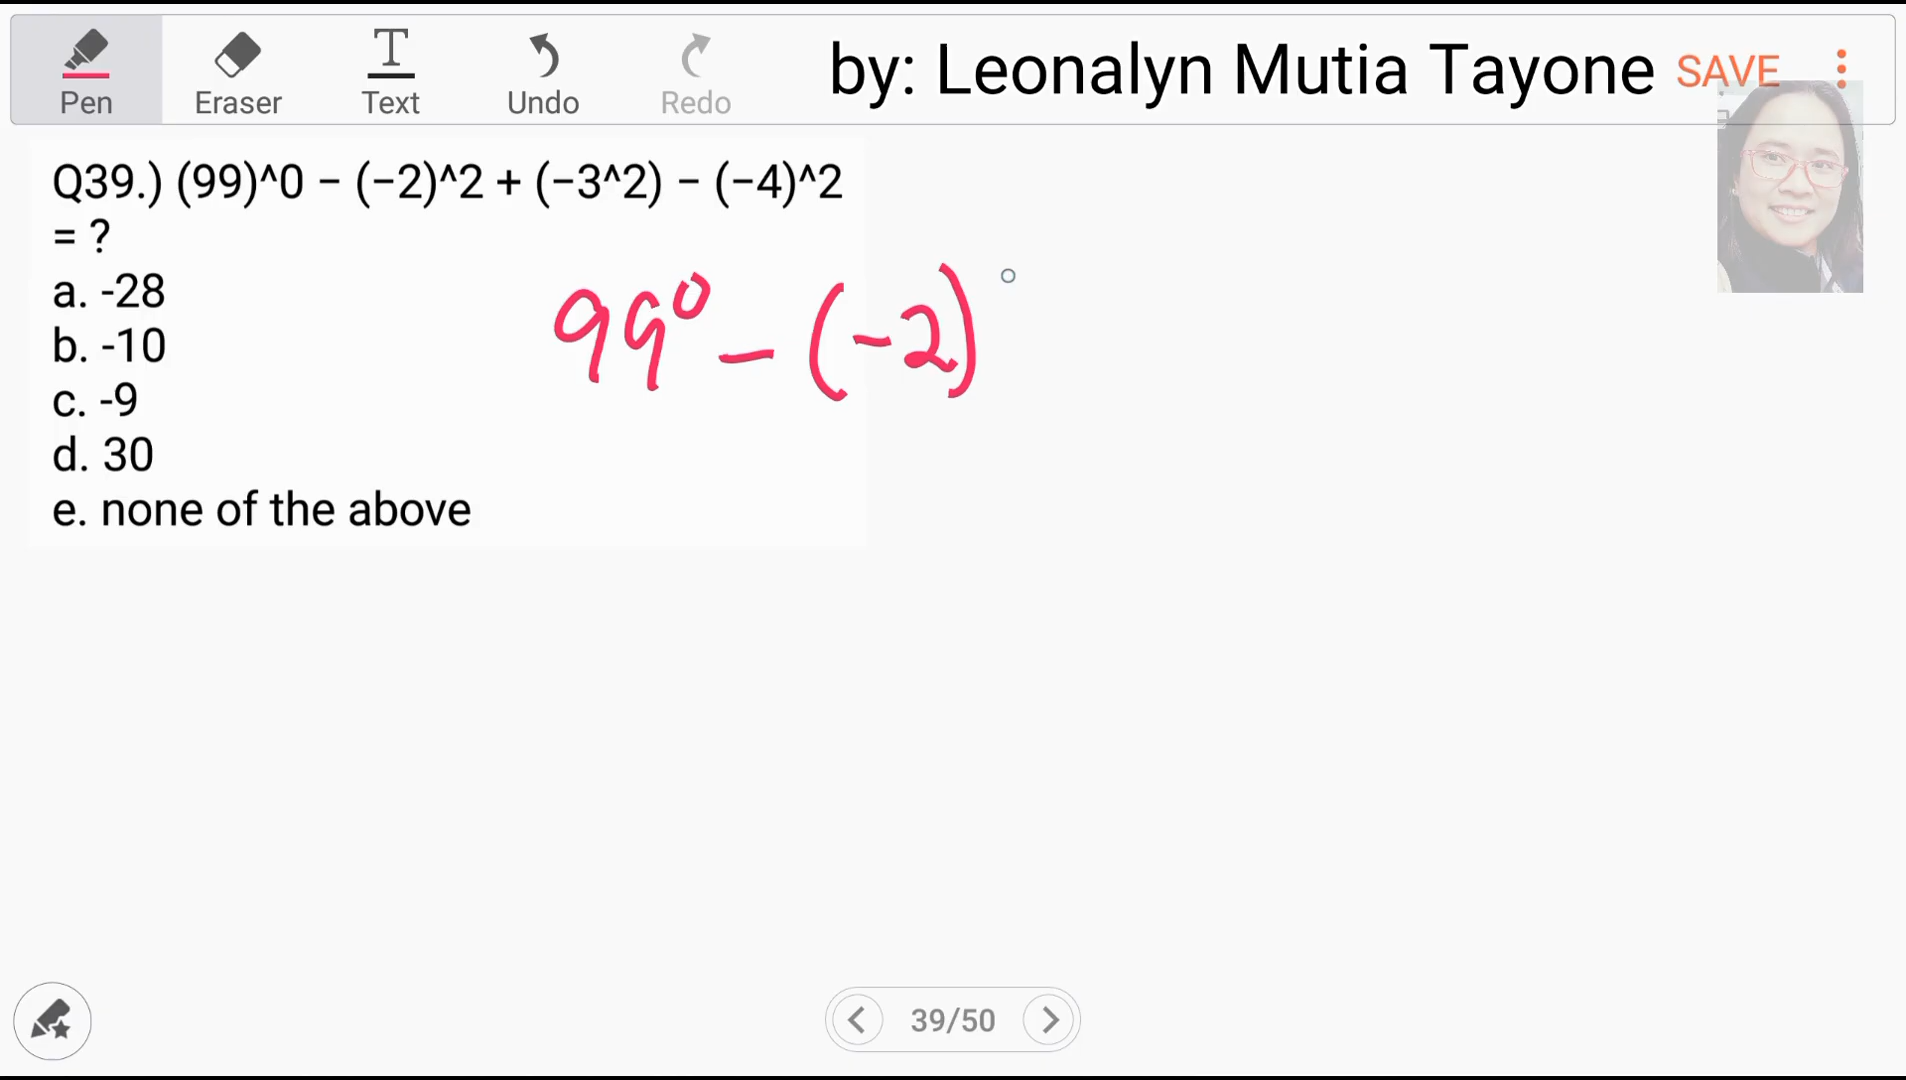 Pen
Eraser
Text
Undo
Redo
by: Leonalyn Mutia Tayone
SAVE
Q39.) (99)^0 − (−2)^2 + (−3^2) − (−4)^2
= ?
a. -28
b. -10
c. -9
d. 30
e. none of the above
99⁰ − (−2)
39/50